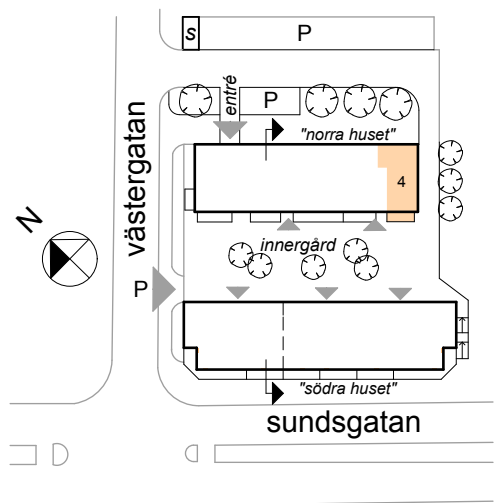 s
P
entré
P
"norra huset"
västergatan
4
N
innergård
P
"södra huset"
sundsgatan